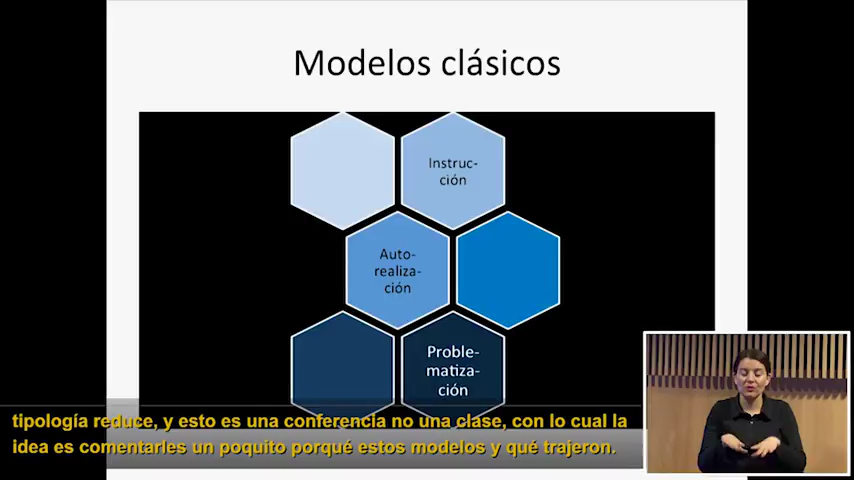 Modelos clásicos
Instruc-
ción
Auto-
realiza-
ción
Proble-
matiza-
ción
tipología reduce, y esto es una conferencia no una clase, con lo cual la
idea es comentarles un poquito porqué estos modelos y qué trajeron.